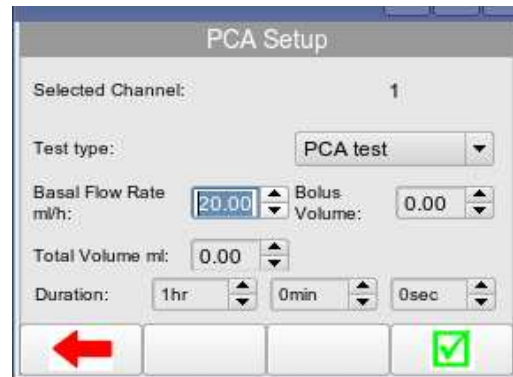 PCA Setup
Selected Channel: 1
Test type: PCA test
Basal Flow Rate ml/h: 20.00 Bolus Volume: 0.00
Total Volume ml: 0.00
Duration: 1hr 0min 0sec